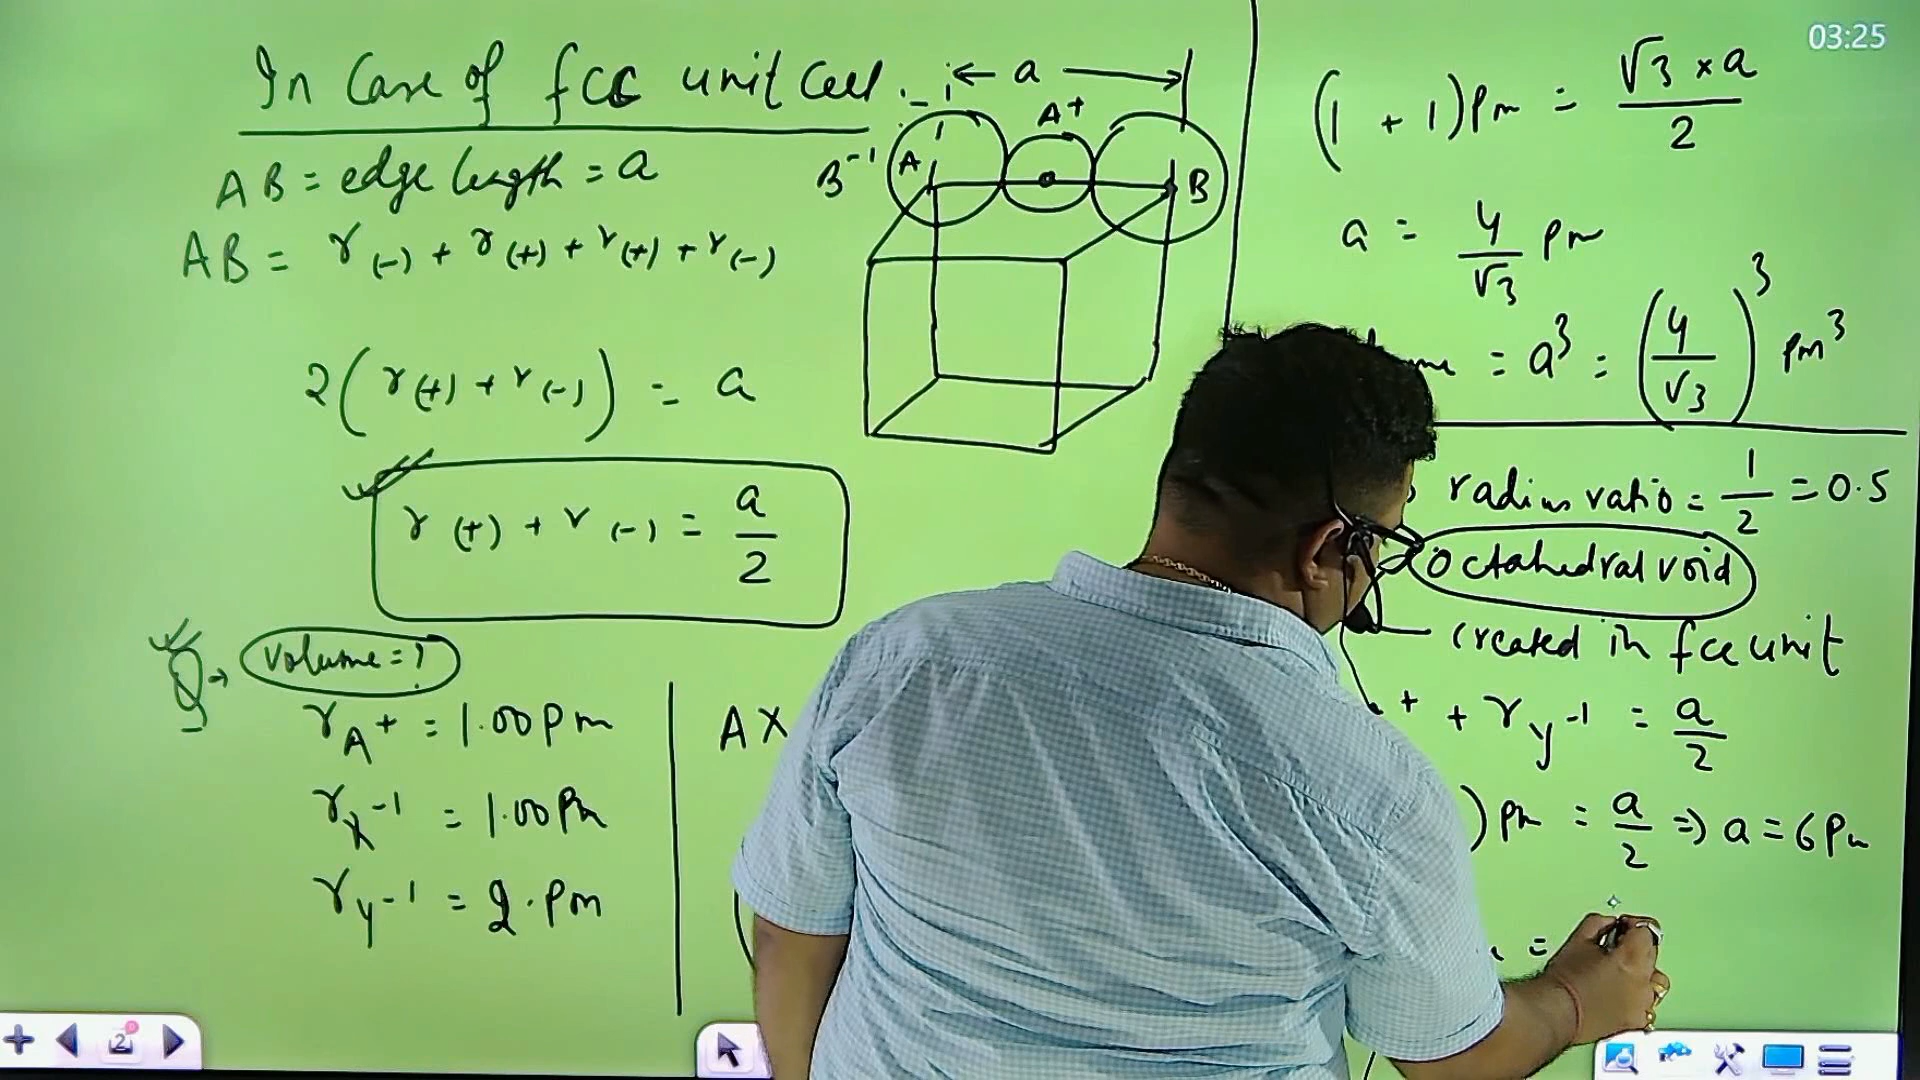 03:25
In Case of fcc unit Cell :-
AB = edge length = a
AB = r(-) + r(+) + r(+) + r(-)
2(r(+) + r(-)) = a
r(+) + r(-) = a/2
a
A+
B-1
A
B
volume = ?
rA+ = 1.00 Pm
rX-1 = 1.00 Pm
rY-1 = 2. Pm
AX
(1 + 1) Pm = √3 × a / 2
a = 4/√3 Pm
= a³ = (4/√3)³ Pm³
radius ratio = 1/2 = 0.5
octahedral void
created in fcc unit
+ + ry-1 = a/2
) Pm = a/2 ⇒ a = 6 Pm
=
2